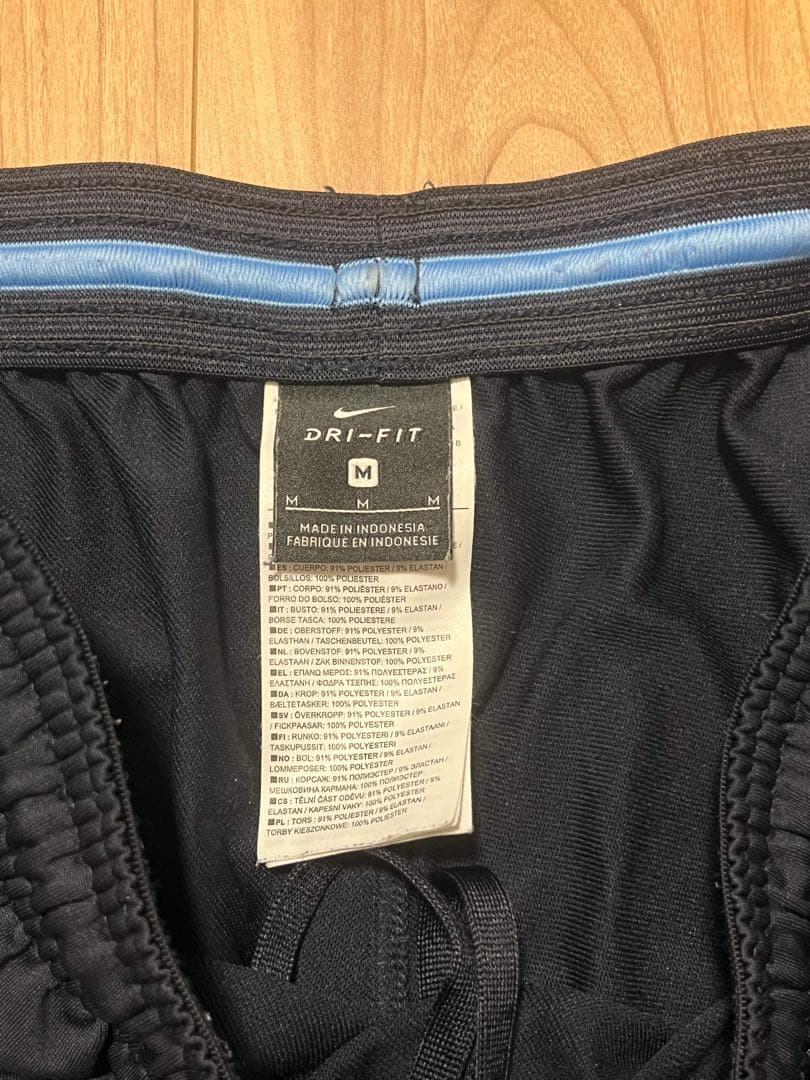 DRI-FIT
M
M M M
MADE IN INDONESIA
FABRIQUE EN INDONESIE
E/
B
P
E/
ES : CUERPO: 91% POLIESTER / 9% ELASTAN /
BOLSILLOS: 100% POLIESTER
PT : CORPO: 91% POLIÉSTER / 9% ELASTANO /
FORRO DO BOLSO: 100% POLIÉSTER
IT : BUSTO: 91% POLIESTERE / 9% ELASTAN /
BORSE TASCA: 100% POLIESTERE
DE : OBERSTOFF: 91% POLYESTER / 9%
ELASTHAN / TASCHENBEUTEL: 100% POLYESTER
NL : BOVENSTOF: 91% POLYESTER / 9%
ELASTAAN / ZAK BINNENSTOF: 100% POLYESTER
EL : ΕΠΑΝΩ ΜΕΡΟΣ: 91% ΠΟΛΥΕΣΤΕΡΑΣ / 9%
ΕΛΑΣΤΑΝΗ / ΦΟΔΡΑ ΤΣΕΠΗΣ: 100% ΠΟΛΥΕΣΤΕΡΑΣ
DA : KROP: 91% POLYESTER / 9% ELASTAN /
BÆLTETASKER: 100% POLYESTER
SV : ÖVERKROPP: 91% POLYESTER / 9% ELASTAN
/ FICKPAASAR: 100% POLYESTER
FI : RUNKO: 91% POLYESTERI / 9% ELASTAANI /
TASKUPUSSIT: 100% POLYESTERI
NO : BOL: 91% POLYESTER / 9% ELASTAN /
LOMMEPOSER: 100% POLYESTER
RU : КОРСАЖ: 91% ПОЛИЭСТЕР / 9% ЭЛАСТАН /
МЕШКОВИНА КАРМАНА: 100% ПОЛИЭСТЕР
CS : TĚLNÍ ČÁST ODĚVU: 91% POLYESTER / 9%
ELASTAN / KAPESNÍ VAKY: 100% POLYESTER
PL : TORS : 91% POLIESTER / 9% ELASTAN /
TORBY KIESZONKOWE: 100% POLIESTER